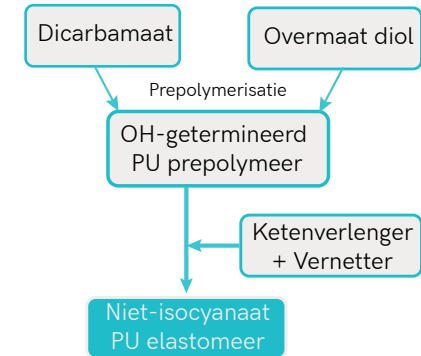 Dicarbamaat
Overmaat diol
Prepolymerisatie
OH-getermineerd
PU prepolymeer
Ketenverlenger
+ Vernetter
Niet-isocyanaat
PU elastomeer